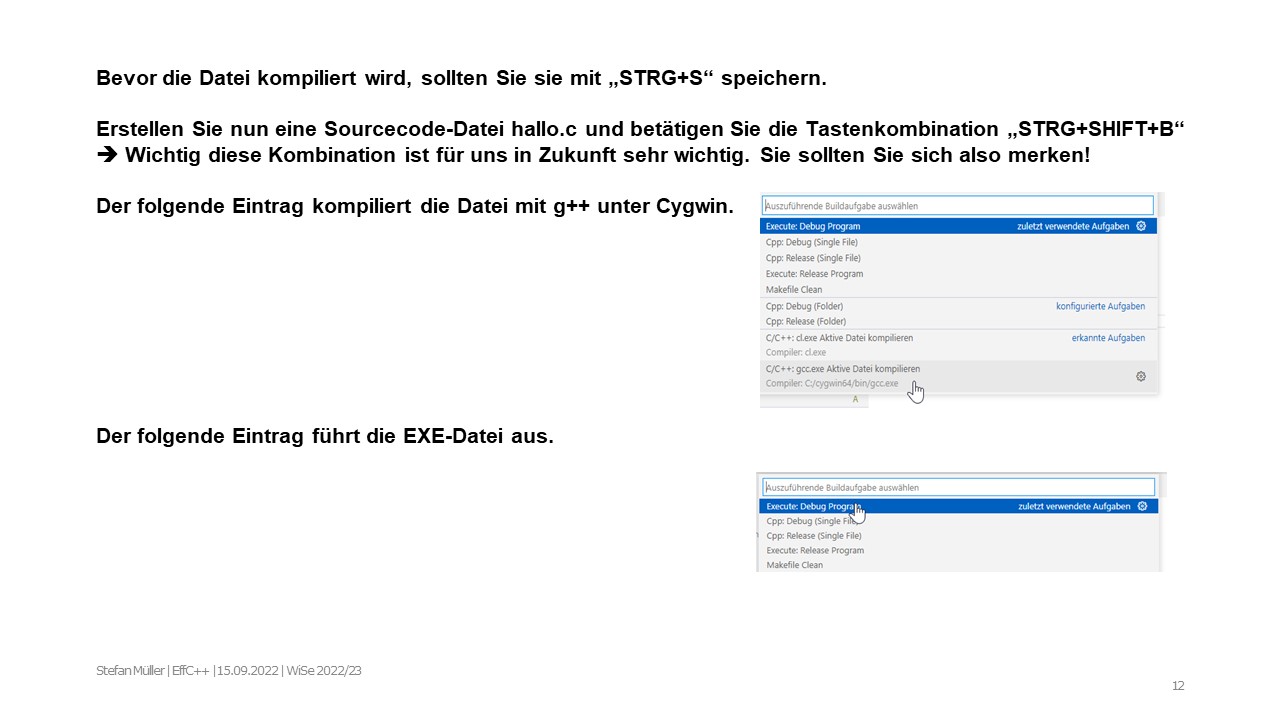 Bevor die Datei kompiliert wird, sollten Sie sie mit „STRG+S“ speichern.
Erstellen Sie nun eine Sourcecode-Datei hallo.c und betätigen Sie die Tastenkombination „STRG+SHIFT+B“
➔ Wichtig diese Kombination ist für uns in Zukunft sehr wichtig. Sie sollten Sie sich also merken!
Der folgende Eintrag kompiliert die Datei mit g++ unter Cygwin.
Auszuführende Buildaufgabe auswählen
Execute: Debug Program zuletzt verwendete Aufgaben
Cpp: Debug (Single File)
Cpp: Release (Single File)
Execute: Release Program
Makefile Clean
Cpp: Debug (Folder) konfigurierte Aufgaben
Cpp: Release (Folder)
C/C++: cl.exe Aktive Datei kompilieren erkannte Aufgaben
Compiler: cl.exe
C/C++: gcc.exe Aktive Datei kompilieren
Compiler: C:/cygwin64/bin/gcc.exe
A
Der folgende Eintrag führt die EXE-Datei aus.
Auszuführende Buildaufgabe auswählen
Execute: Debug Program zuletzt verwendete Aufgaben
Cpp: Debug (Single File)
Cpp: Release (Single File)
Execute: Release Program
Makefile Clean
Stefan Müller | EffC++ | 15.09.2022 | WiSe 2022/23
12